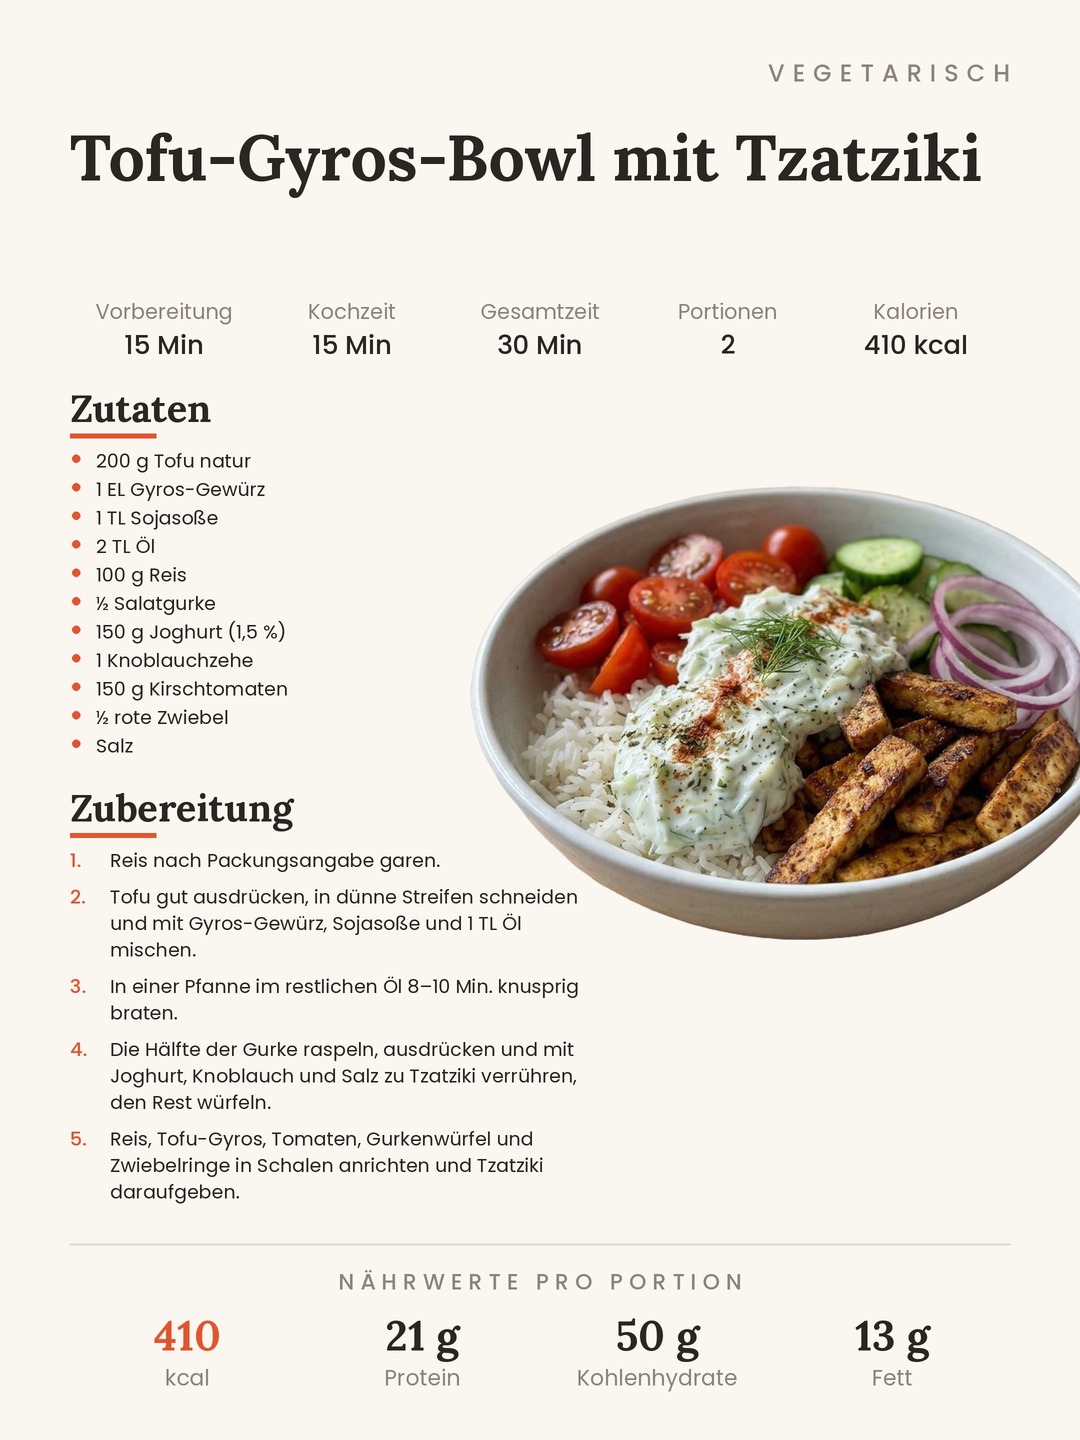 VEGETARISCH
Tofu-Gyros-Bowl mit Tzatziki
Vorbereitung Kochzeit Gesamtzeit Portionen Kalorien
15 Min 15 Min 30 Min 2 410 kcal
Zutaten
• 200 g Tofu natur
• 1 EL Gyros-Gewürz
• 1 TL Sojasoße
• 2 TL Öl
• 100 g Reis
• ½ Salatgurke
• 150 g Joghurt (1,5 %)
• 1 Knoblauchzehe
• 150 g Kirschtomaten
• ½ rote Zwiebel
• Salz
Zubereitung
1. Reis nach Packungsangabe garen.
2. Tofu gut ausdrücken, in dünne Streifen schneiden
und mit Gyros-Gewürz, Sojasoße und 1 TL Öl
mischen.
3. In einer Pfanne im restlichen Öl 8–10 Min. knusprig
braten.
4. Die Hälfte der Gurke raspeln, ausdrücken und mit
Joghurt, Knoblauch und Salz zu Tzatziki verrühren,
den Rest würfeln.
5. Reis, Tofu-Gyros, Tomaten, Gurkenwürfel und
Zwiebelringe in Schalen anrichten und Tzatziki
daraufgeben.
NÄHRWERTE PRO PORTION
410 21 g 50 g 13 g
kcal Protein Kohlenhydrate Fett